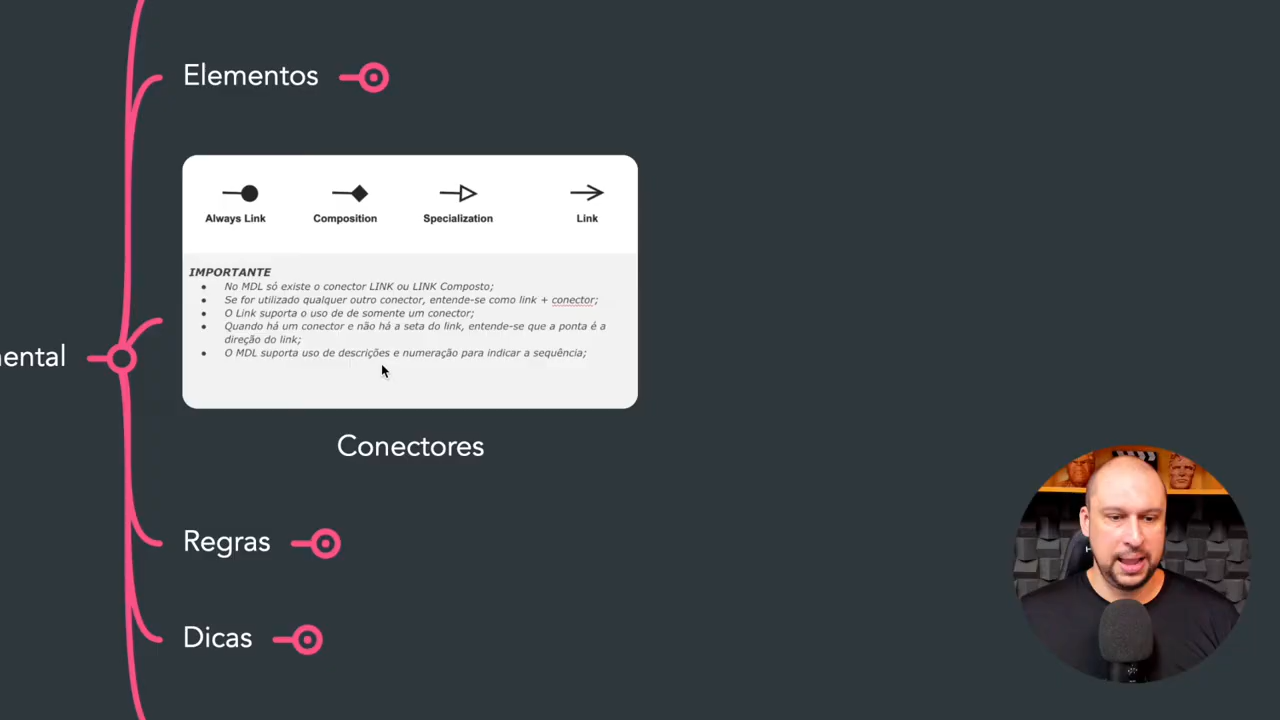 Elementos
Always Link
Composition
Specialization
Link
IMPORTANTE
No MDL só existe o conector LINK ou LINK Composto;
Se for utilizado qualquer outro conector, entende-se como link + conector;
O Link suporta o uso de de somente um conector;
Quando há um conector e não há a seta do link, entende-se que a ponta é a
direção do link;
O MDL suporta uso de descrições e numeração para indicar a sequência;
ental
Conectores
Regras
Dicas